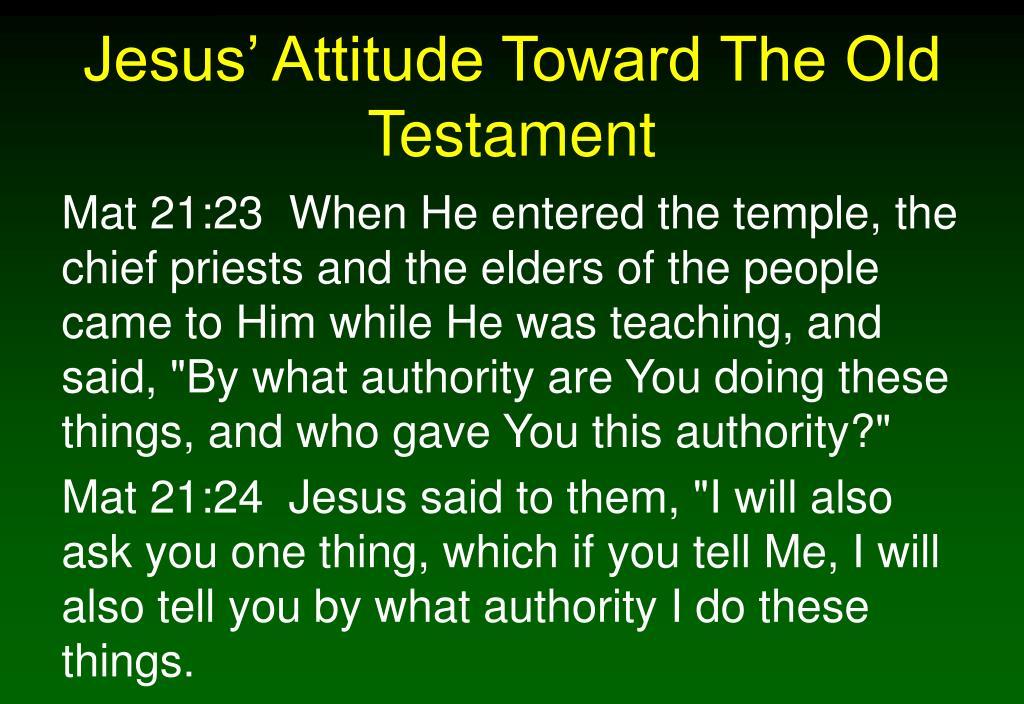 Jesus’ Attitude Toward The Old
Testament
Mat 21:23  When He entered the temple, the
chief priests and the elders of the people
came to Him while He was teaching, and
said, "By what authority are You doing these
things, and who gave You this authority?"
Mat 21:24  Jesus said to them, "I will also
ask you one thing, which if you tell Me, I will
also tell you by what authority I do these
things.